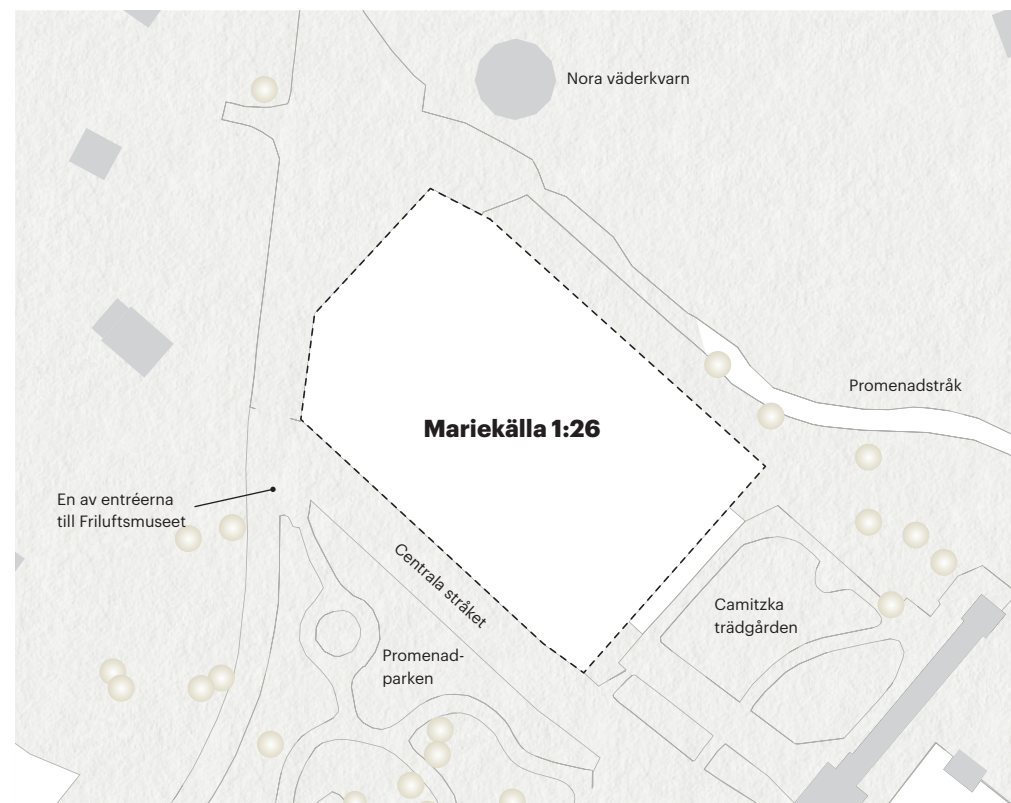 Nora väderkvarn
Promenadstråk
Mariekälla 1:26
En av entréerna
till Friluftsmuseet
Centrala stråket
Camitzka
trädgården
Promenad-
parken